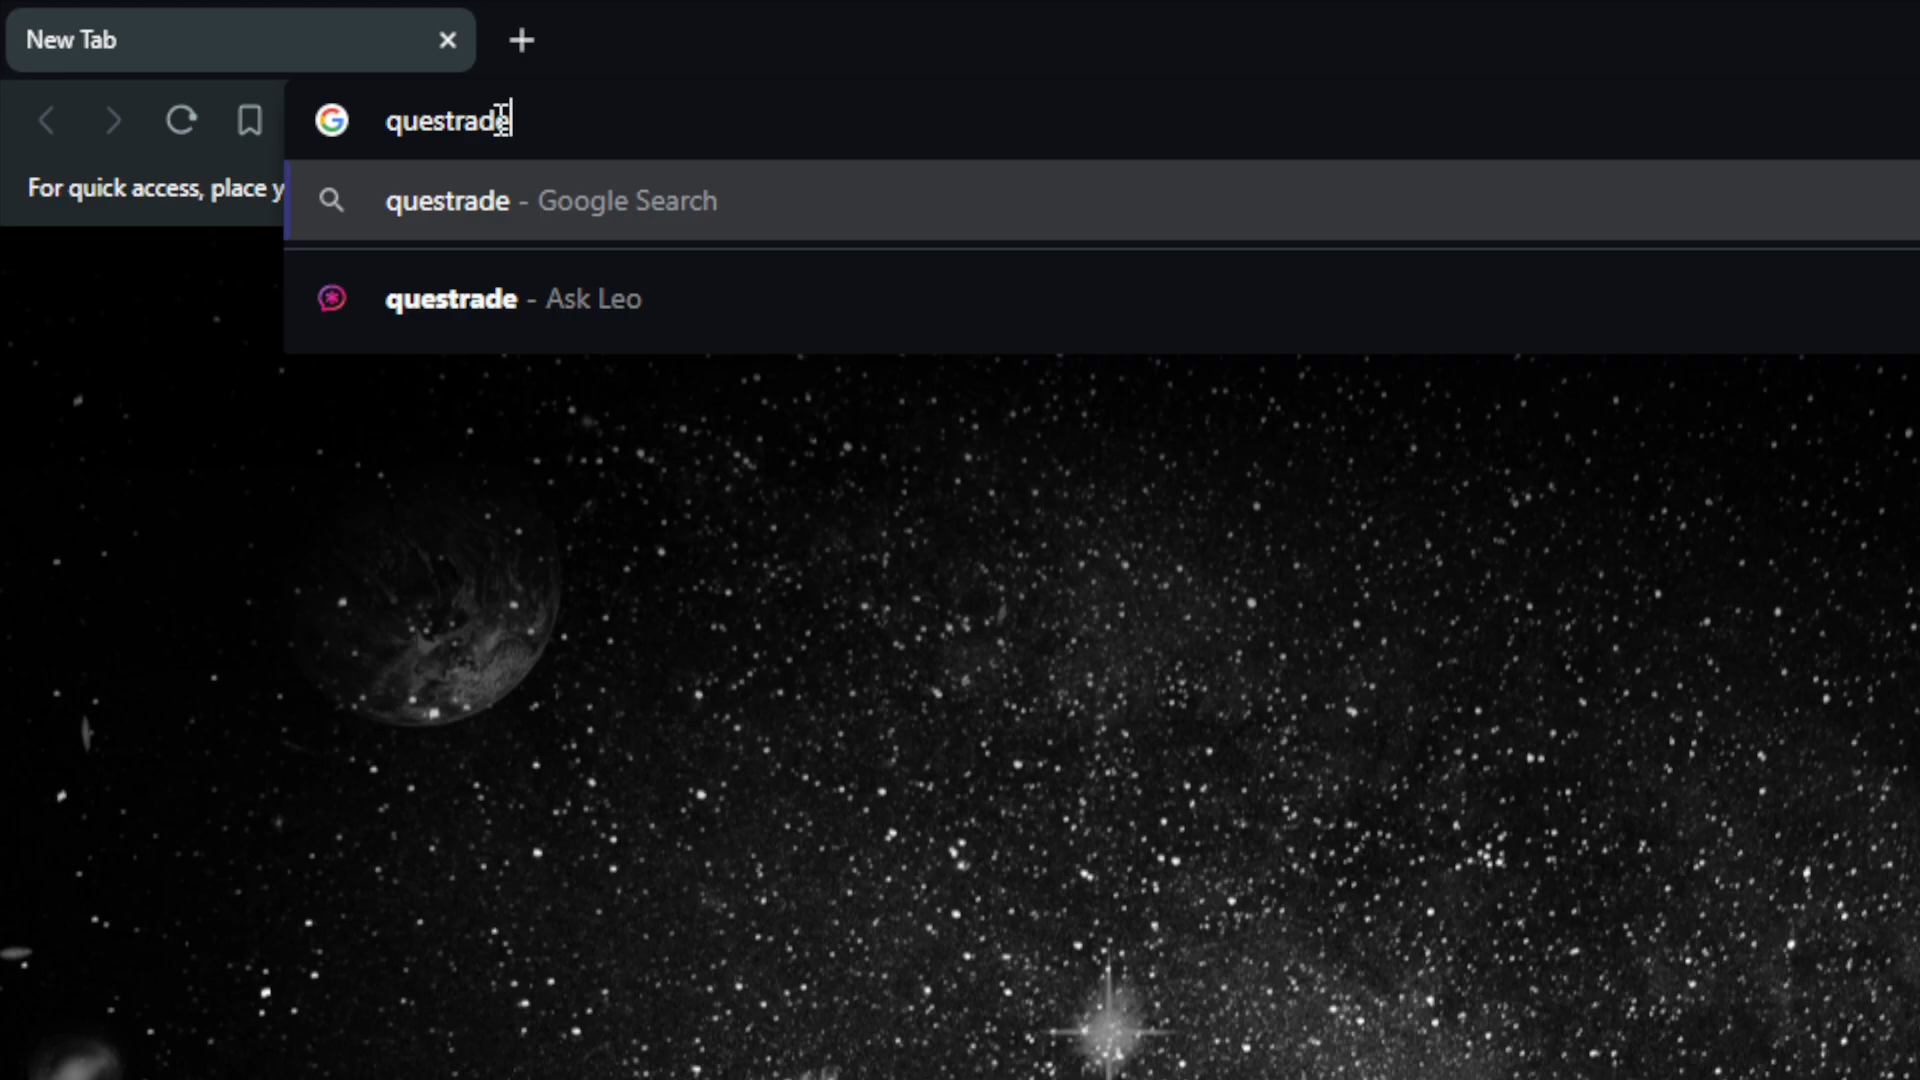 New Tab
questrade
For quick access, place y
questrade - Google Search
questrade - Ask Leo